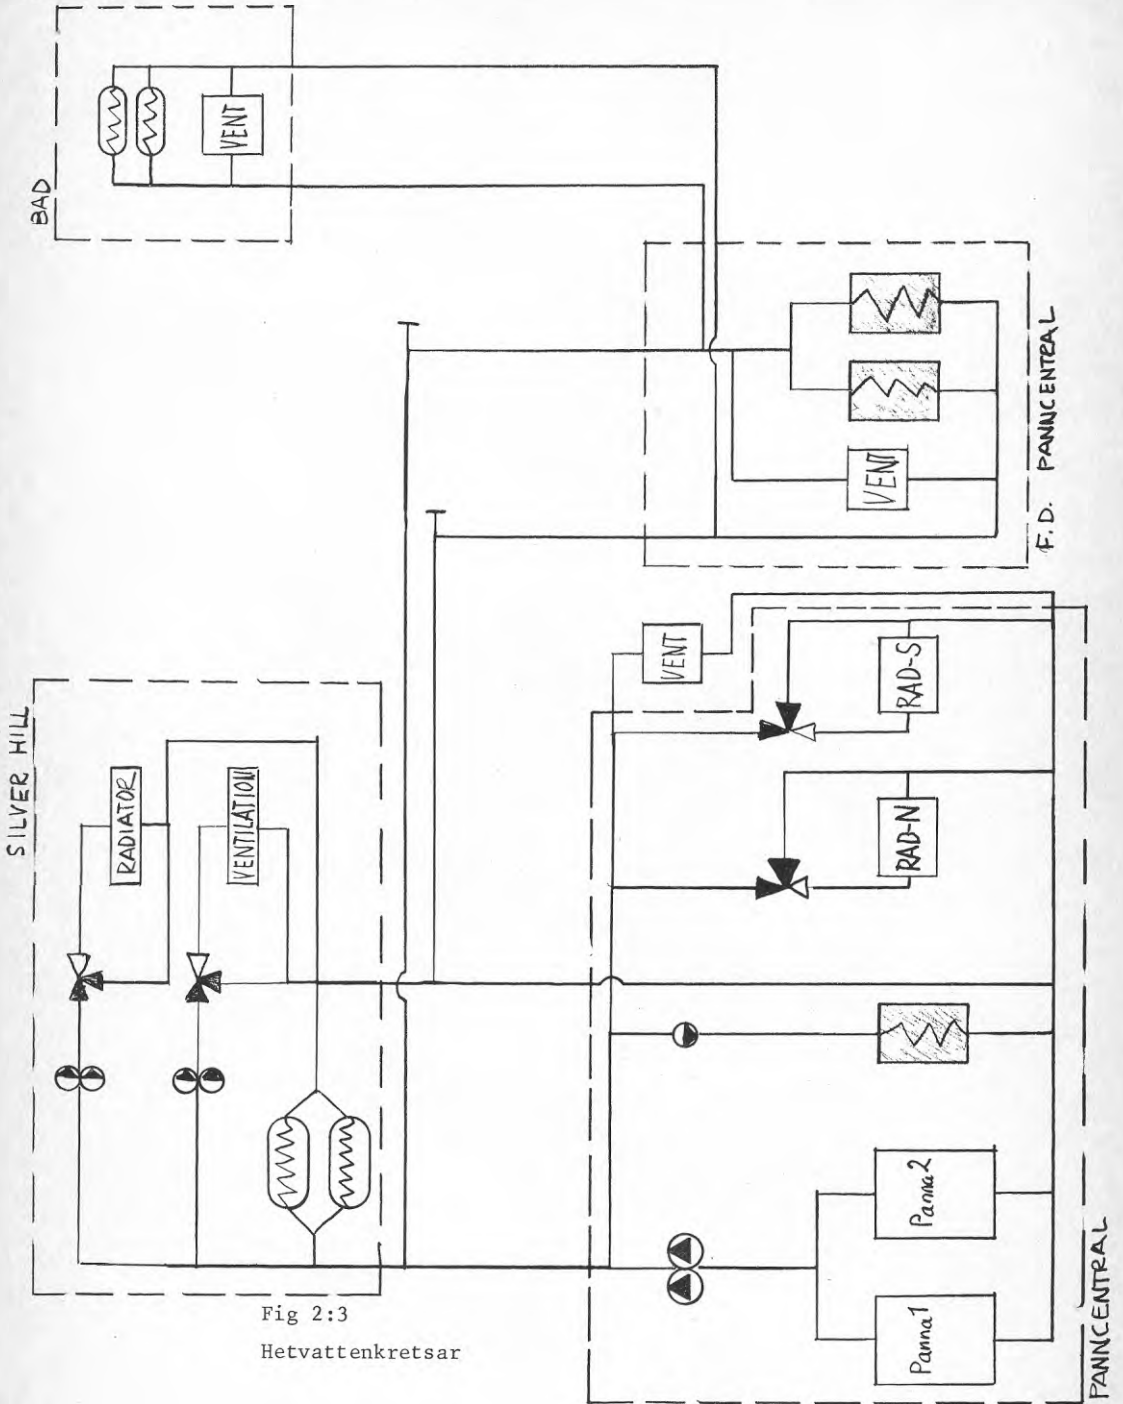 BAD
VENT
F.D. PANNCENTRAL
VENT
SILVER HILL
RADIATOR
VENTILATION
VENT
RAD-S
RAD-N
Panna 2
Panna 1
PANNCENTRAL
Fig 2:3
Hetvattenkretsar